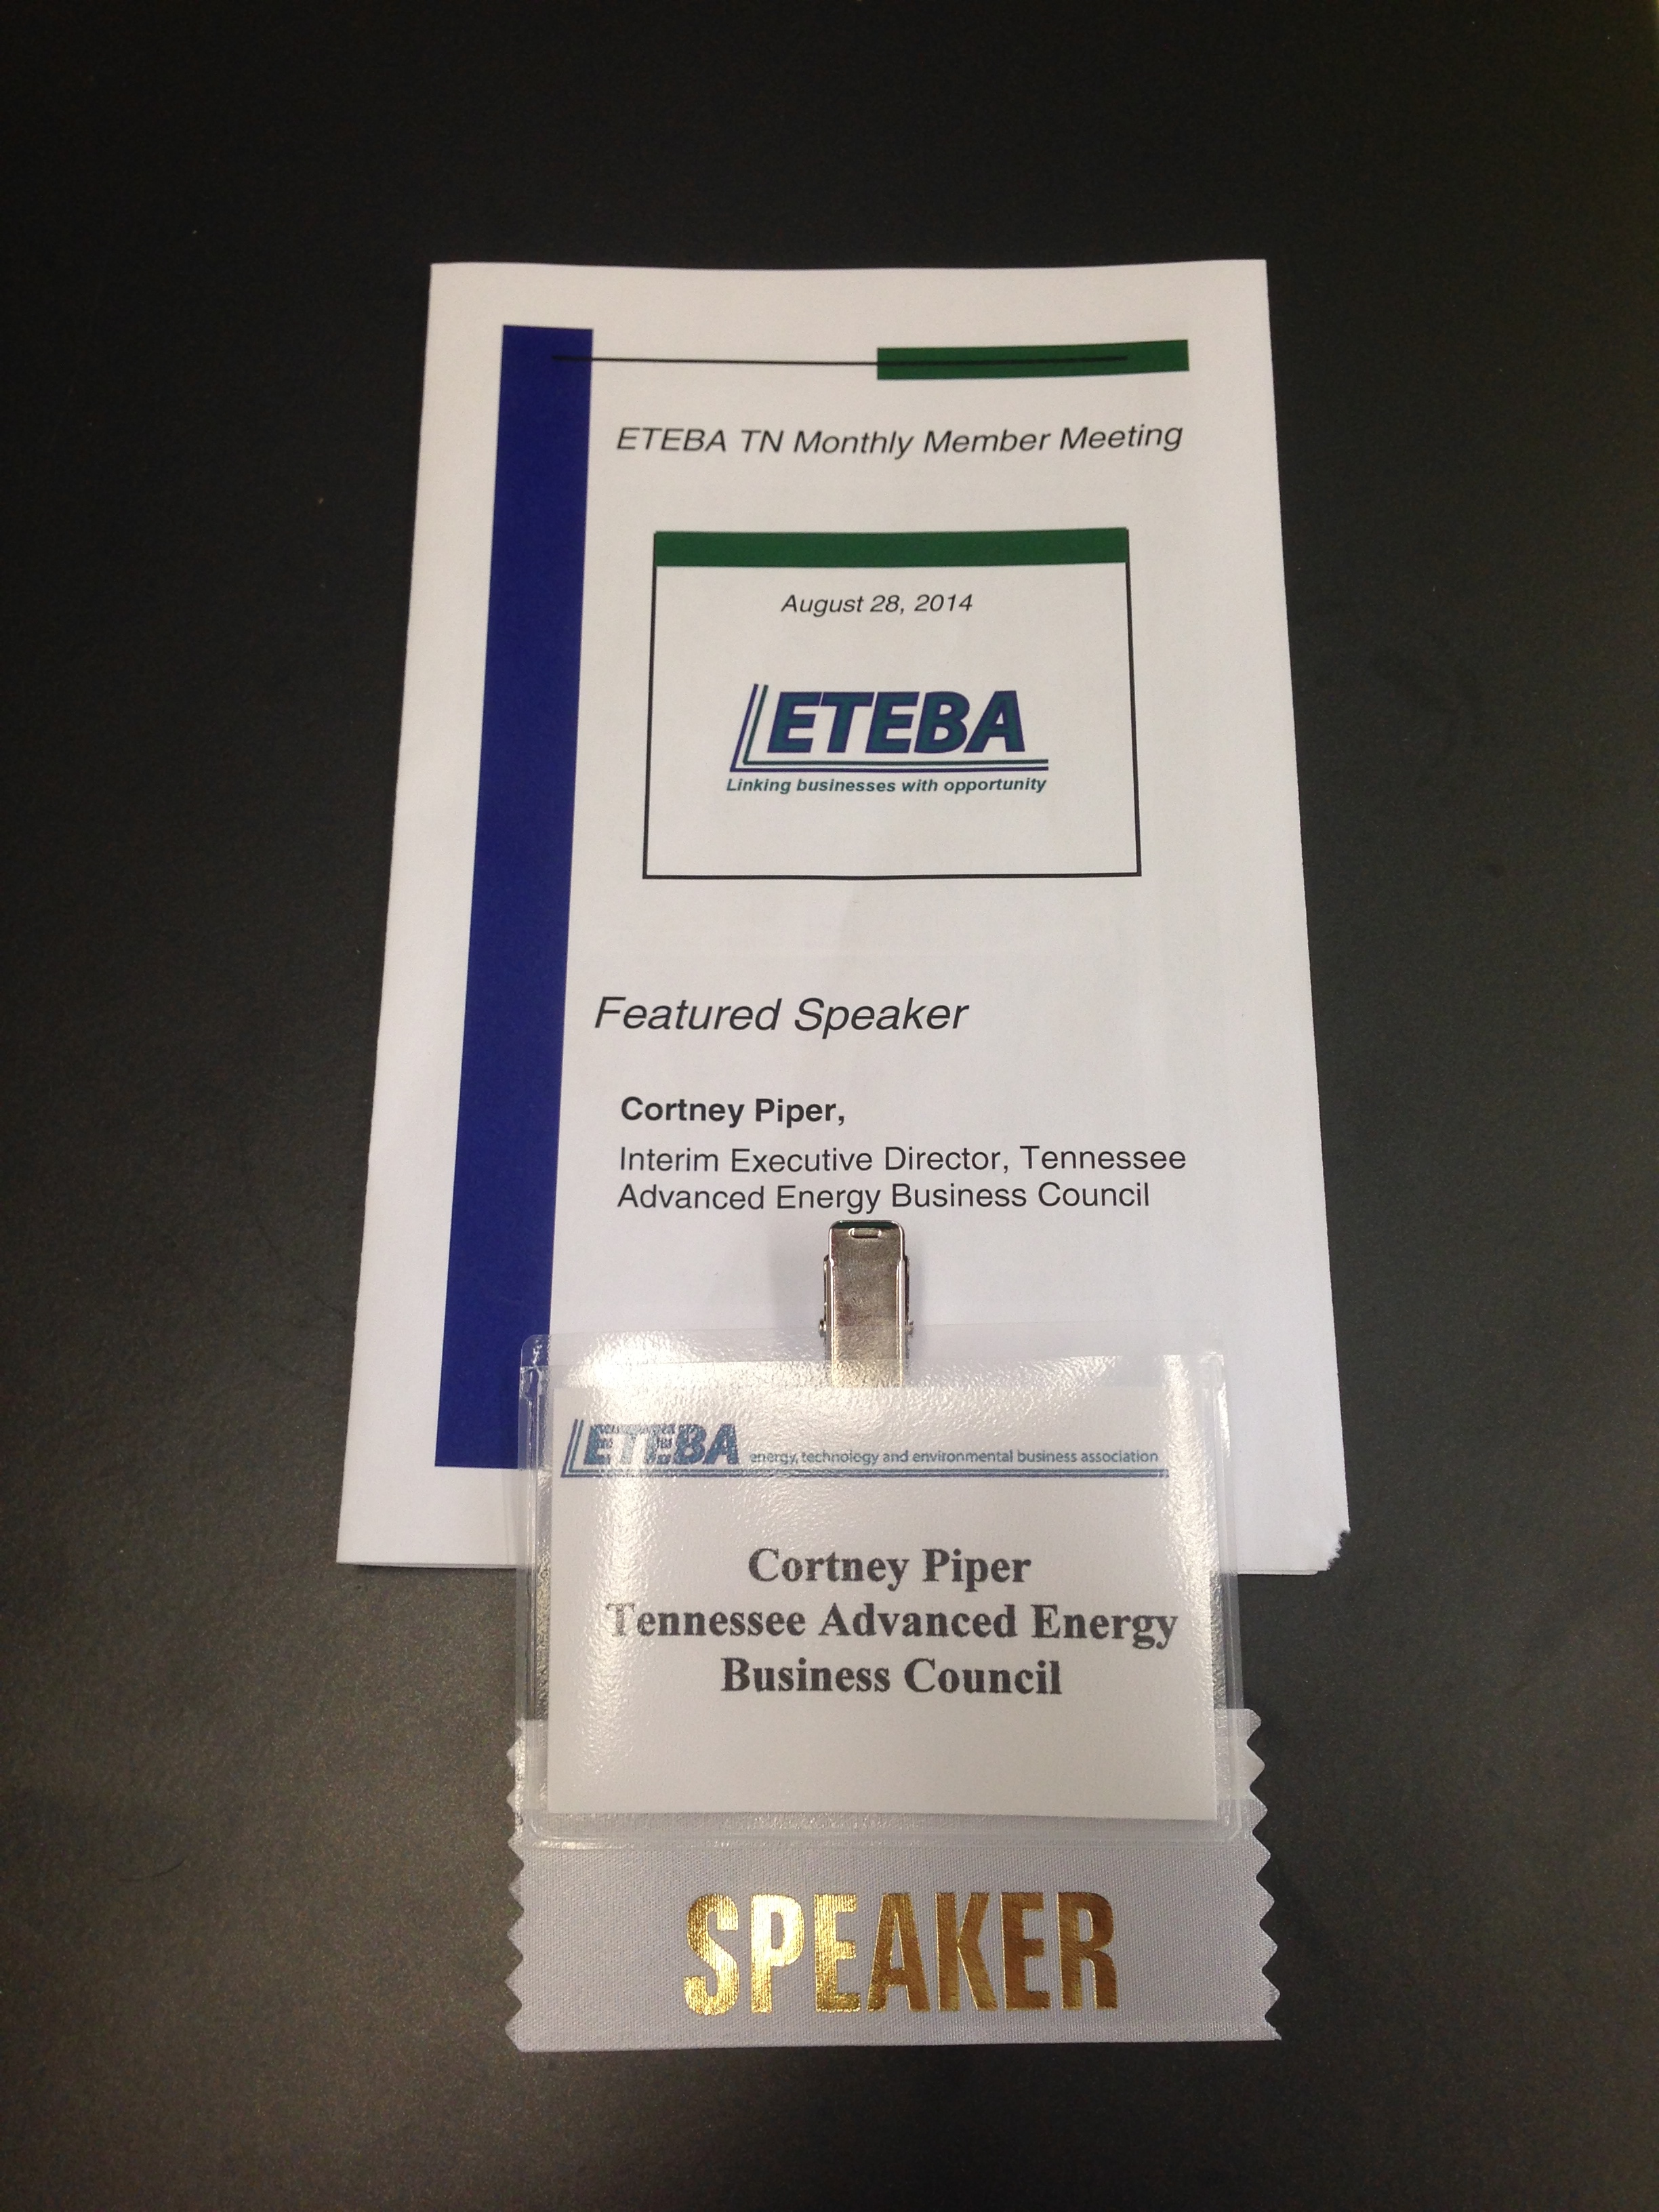 ETEBA TN Monthly Member Meeting
August 28, 2014
ETEBA
Linking businesses with opportunity
Featured Speaker
Cortney Piper,
Interim Executive Director, Tennessee
Advanced Energy Business Council
ETEBA energy, technology and environmental business association
Cortney Piper
Tennessee Advanced Energy
Business Council
SPEAKER